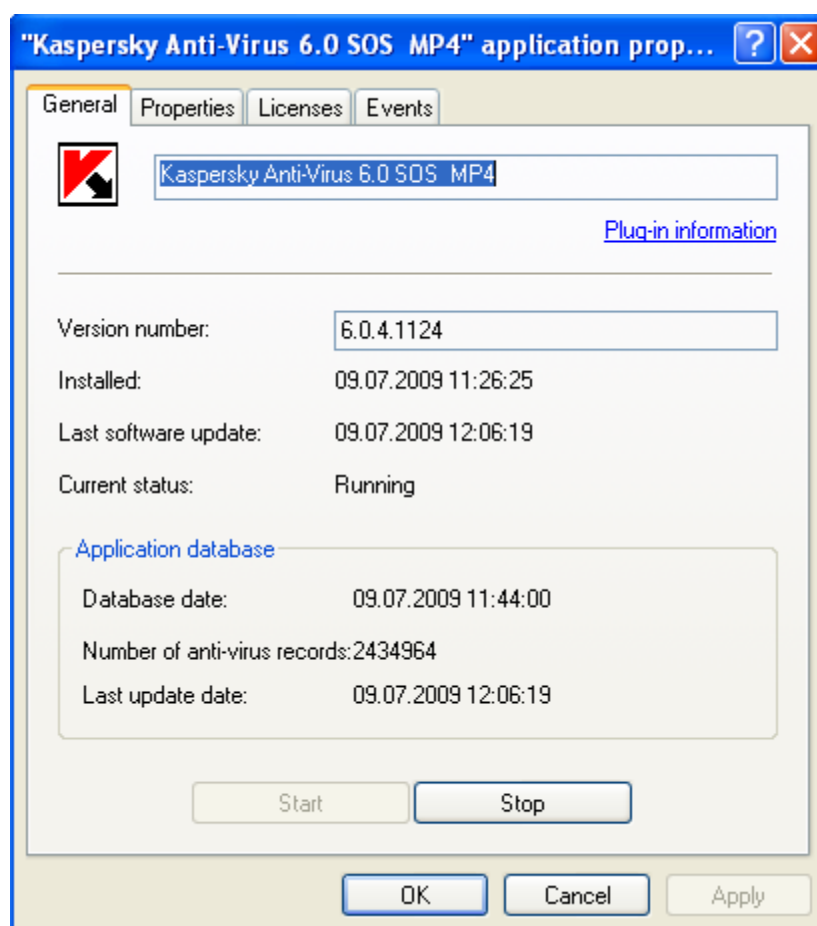 "Kaspersky Anti-Virus 6.0 SOS  MP4" application prop...
General Properties Licenses Events
Kaspersky Anti-Virus 6.0 SOS  MP4
Plug-in information
Version number: 6.0.4.1124
Installed: 09.07.2009 11:26:25
Last software update: 09.07.2009 12:06:19
Current status: Running
Application database
Database date: 09.07.2009 11:44:00
Number of anti-virus records:2434964
Last update date: 09.07.2009 12:06:19
Start Stop
OK Cancel Apply